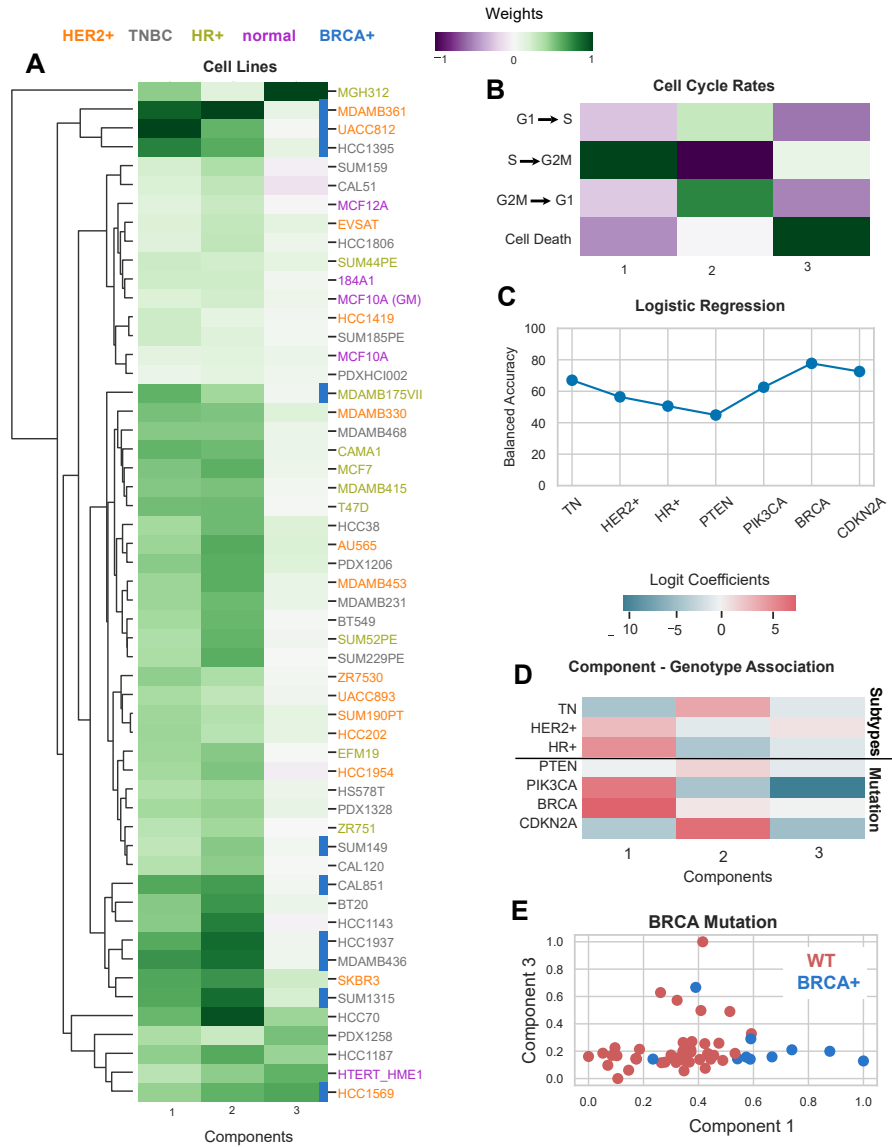 Weights
HER2+ TNBC HR+ normal BRCA+
−1 0 1
A
Cell Lines
MGH312
MDAMB361
UACC812
HCC1395
SUM159
CAL51
MCF12A
EVSAT
HCC1806
SUM44PE
184A1
MCF10A (GM)
HCC1419
SUM185PE
MCF10A
PDXHCI002
MDAMB175VII
MDAMB330
MDAMB468
CAMA1
MCF7
MDAMB415
T47D
HCC38
AU565
PDX1206
MDAMB453
MDAMB231
BT549
SUM52PE
SUM229PE
ZR7530
UACC893
SUM190PT
HCC202
EFM19
HCC1954
HS578T
PDX1328
ZR751
SUM149
CAL120
CAL851
BT20
HCC1143
HCC1937
MDAMB436
SKBR3
SUM1315
HCC70
PDX1258
HCC1187
HTERT_HME1
HCC1569
1 2 3
Components
B
Cell Cycle Rates
G1 → S
S → G2M
G2M → G1
Cell Death
1 2 3
C
Logistic Regression
Balanced Accuracy
100
80
60
40
20
0
TN HER2+ HR+ PTEN PIK3CA BRCA CDKN2A
Logit Coefficients
− 10 −5 0 5
D
Component - Genotype Association
TN
HER2+
HR+
PTEN
PIK3CA
BRCA
CDKN2A
Subtypes
Mutation
1 2 3
Components
E
BRCA Mutation
WT
BRCA+
Component 3
1.0
0.8
0.6
0.4
0.2
0.0
0.0 0.2 0.4 0.6 0.8 1.0
Component 1